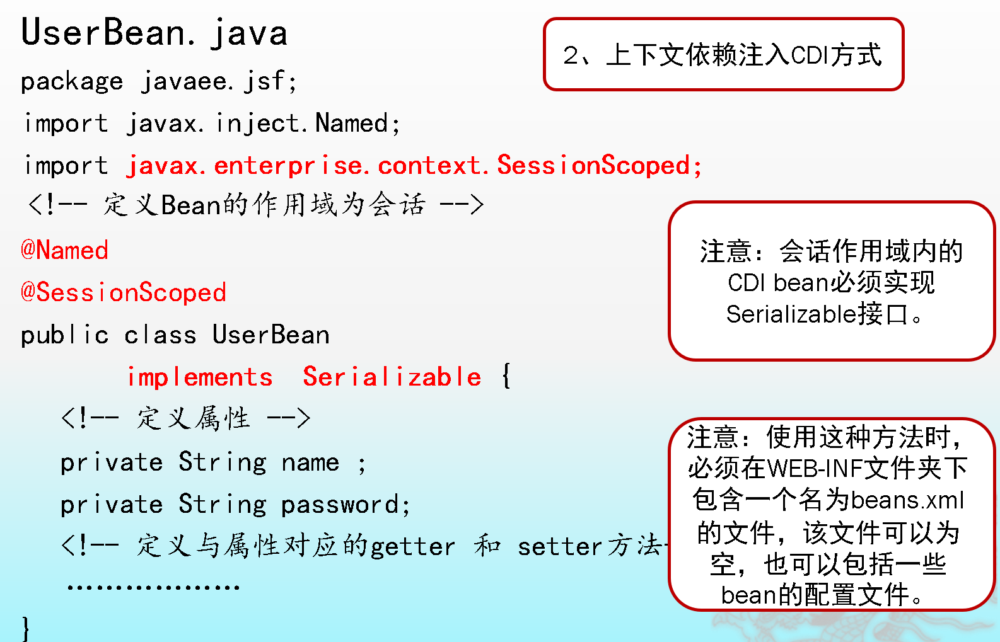 UserBean.java
2、上下文依赖注入CDI方式
package javaee.jsf;
import javax.inject.Named;
import javax.enterprise.context.SessionScoped;
<!-- 定义Bean的作用域为会话 -->
@Named
@SessionScoped
public class UserBean
implements Serializable {
<!-- 定义属性 -->
private String name ;
private String password;
<!-- 定义与属性对应的getter 和 setter方法-
………………
}
注意：会话作用域内的
CDI bean必须实现
Serializable接口。
注意：使用这种方法时，
必须在WEB-INF文件夹下
包含一个名为beans.xml
的文件，该文件可以为
空，也可以包括一些
bean的配置文件。